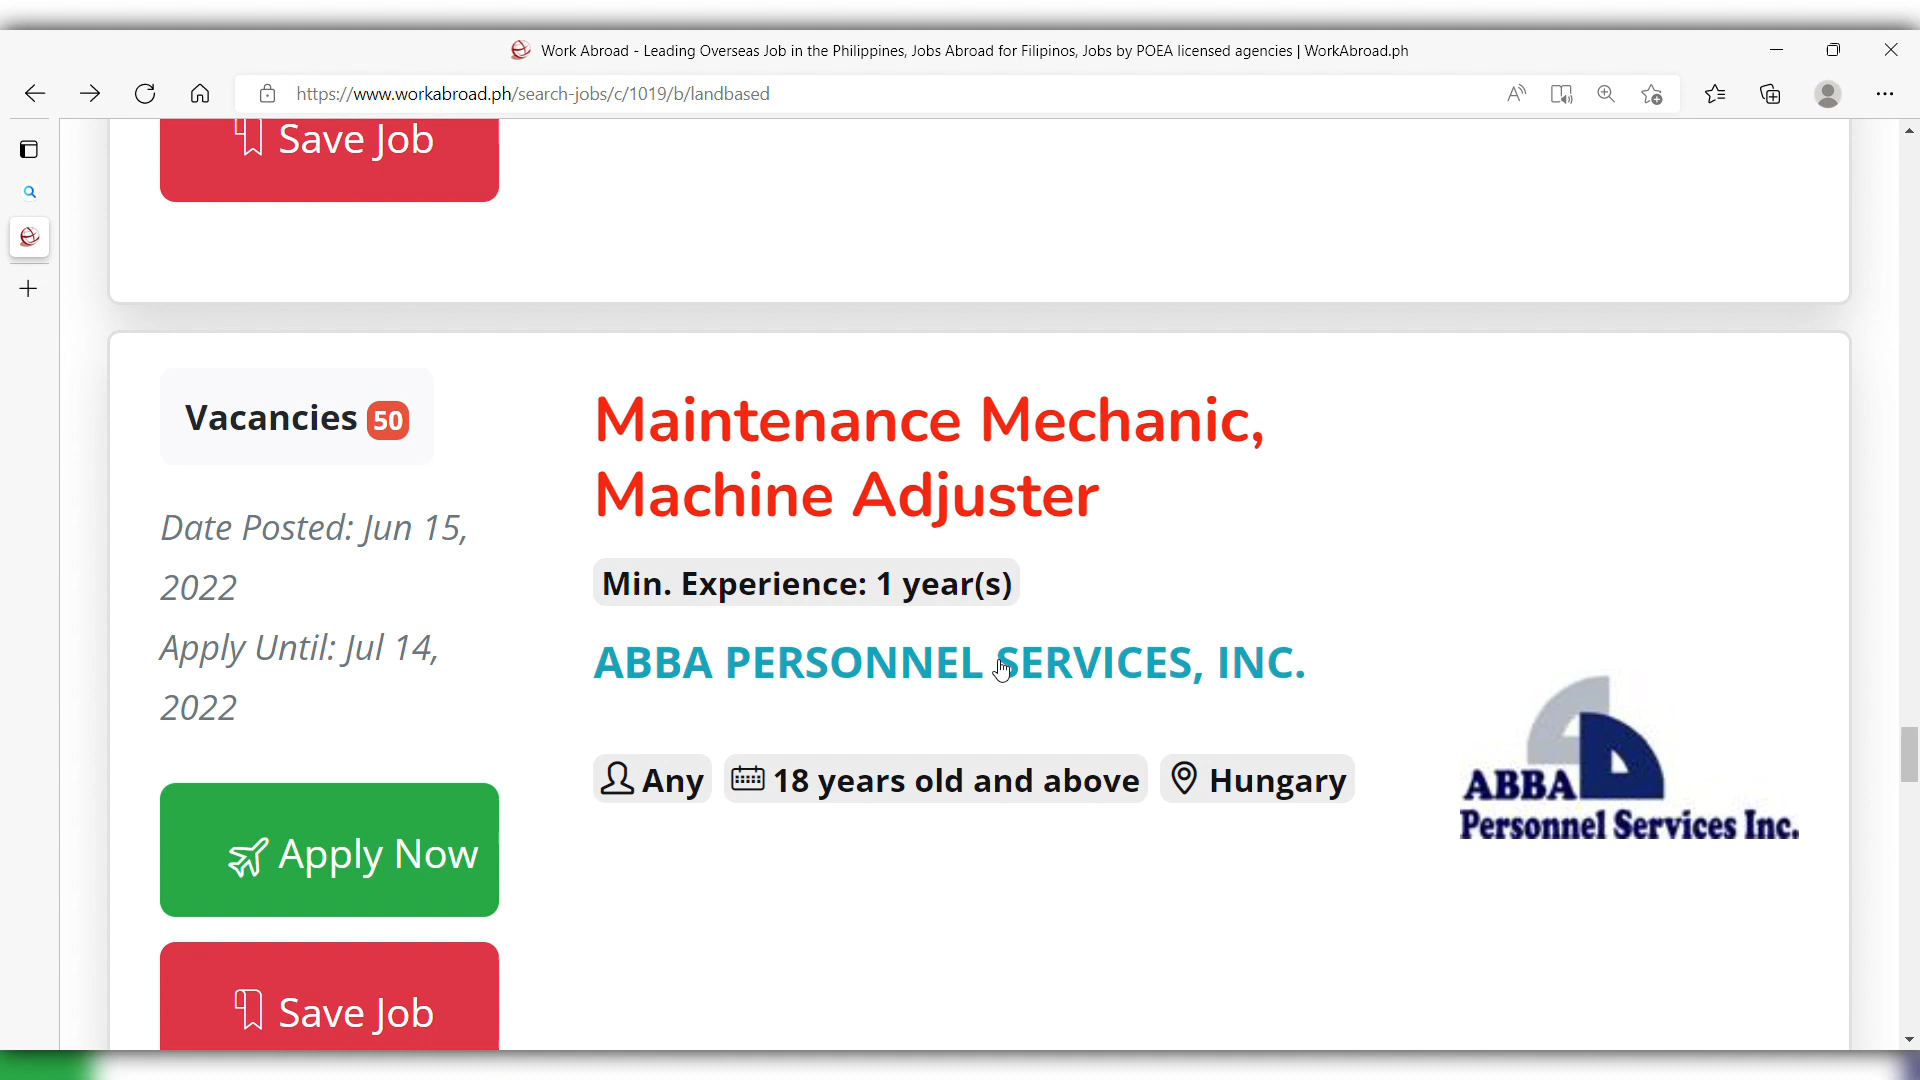 Work Abroad - Leading Overseas Job in the Philippines, Jobs Abroad for Filipinos, Jobs by POEA licensed agencies | WorkAbroad.ph
https://www.workabroad.ph/search-jobs/c/1019/b/landbased
Save Job
Vacancies 50
Date Posted: Jun 15,
2022
Apply Until: Jul 14,
2022
Apply Now
Save Job
Maintenance Mechanic,
Machine Adjuster
Min. Experience: 1 year(s)
ABBA PERSONNEL SERVICES, INC.
Any 18 years old and above Hungary
ABBA
Personnel Services Inc.